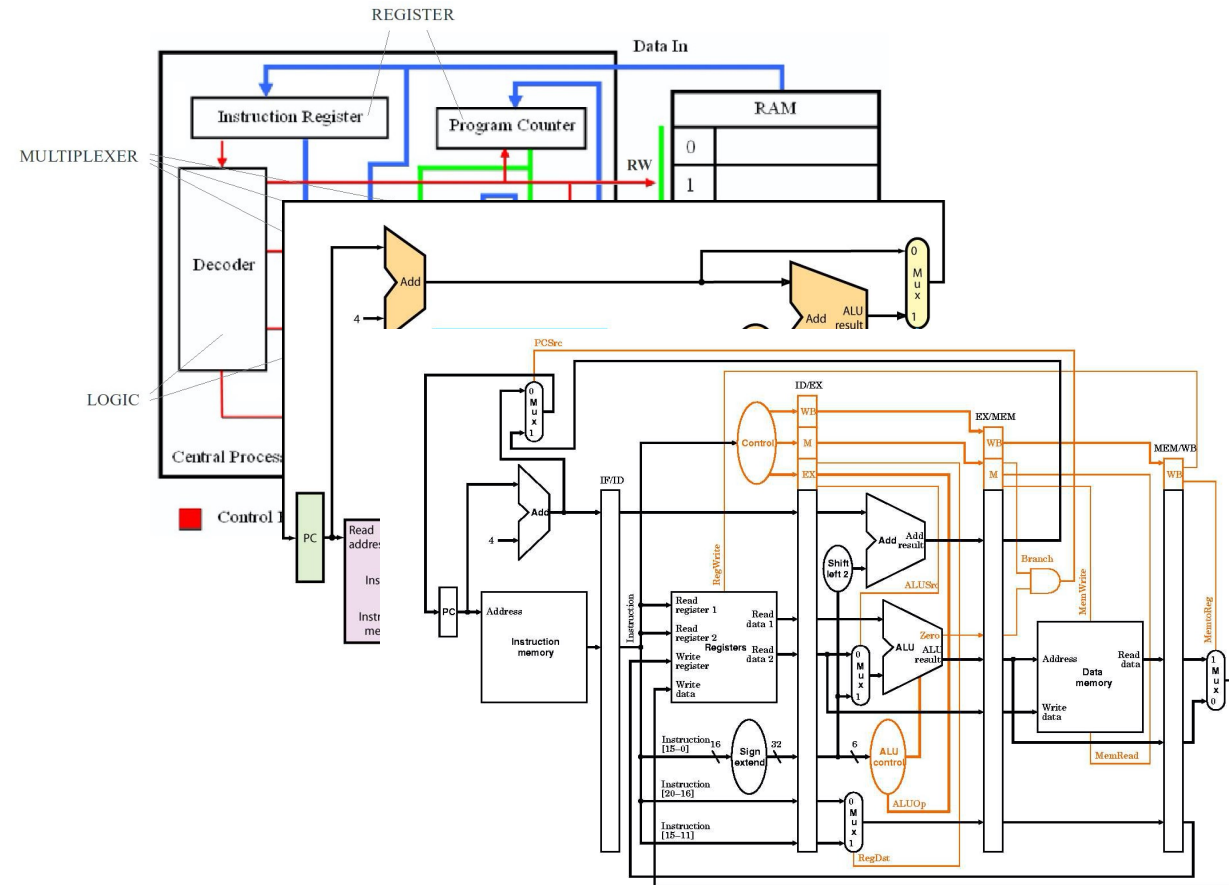 REGISTER
Data In
Instruction Register
Program Counter
RAM
0
1
MULTIPLEXER
RW
Decoder
LOGIC
Central Proces
Control
Add
4
Add
ALU
result
0
M
u
x
1
PC
Read
addre
Ins
Instr
me
PCSrc
0
M
u
x
1
ID/EX
WB
M
EX
Control
EX/MEM
WB
M
MEM/WB
WB
IF/ID
Add
4
RegWrite
Shift
left 2
Add
Add
result
ALUSrc
Branch
MemWrite
MemtoReg
PC
Address
Instruction
memory
Instruction
Read
register 1
Read
register 2
Write
register
Write
data
Registers
Read
data 1
Read
data 2
0
M
u
x
1
Zero
ALU
ALU
result
Address
Read
data
Data
memory
Write
data
1
M
u
x
0
MemRead
Instruction
[15–0]
16
Sign
extend
32
6
ALU
control
Instruction
[20–16]
ALUOp
Instruction
[15–11]
0
M
u
x
1
RegDst